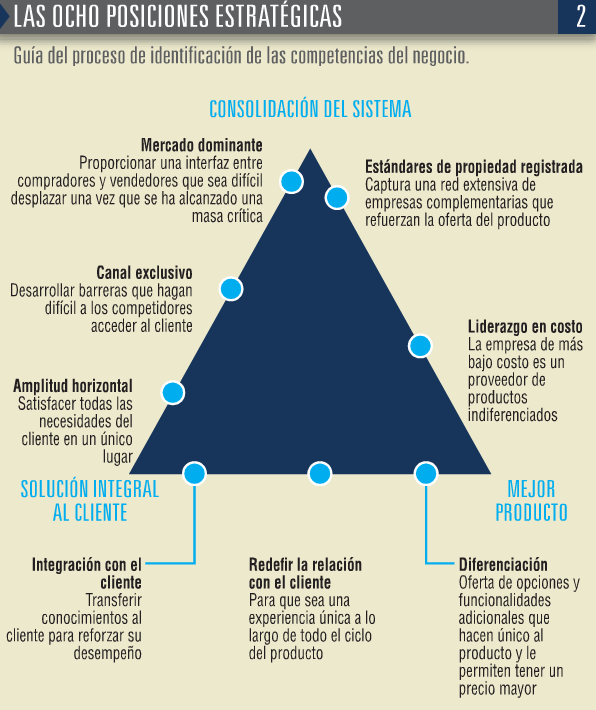 LAS OCHO POSICIONES ESTRATÉGICAS
2
Guía del proceso de identificación de las competencias del negocio.
CONSOLIDACIÓN DEL SISTEMA
Mercado dominante
Proporcionar una interfaz entre
compradores y vendedores que sea difícil
desplazar una vez que se ha alcanzado una
masa crítica
Estándares de propiedad registrada
Captura una red extensiva de
empresas complementarias que
refuerzan la oferta del producto
Canal exclusivo
Desarrollar barreras que hagan
difícil a los competidores
acceder al cliente
Liderazgo en costo
La empresa de más
bajo costo es un
proveedor de
productos
indiferenciados
Amplitud horizontal
Satisfacer todas las
necesidades del
cliente en un único
lugar
SOLUCIÓN INTEGRAL
AL CLIENTE
MEJOR
PRODUCTO
Integración con el
cliente
Transferir
conocimientos al
cliente para reforzar su
desempeño
Redefir la relación
con el cliente
Para que sea una
experiencia única a lo
largo de todo el ciclo
del producto
Diferenciación
Oferta de opciones y
funcionalidades
adicionales que
hacen único al
producto y le
permiten tener un
precio mayor